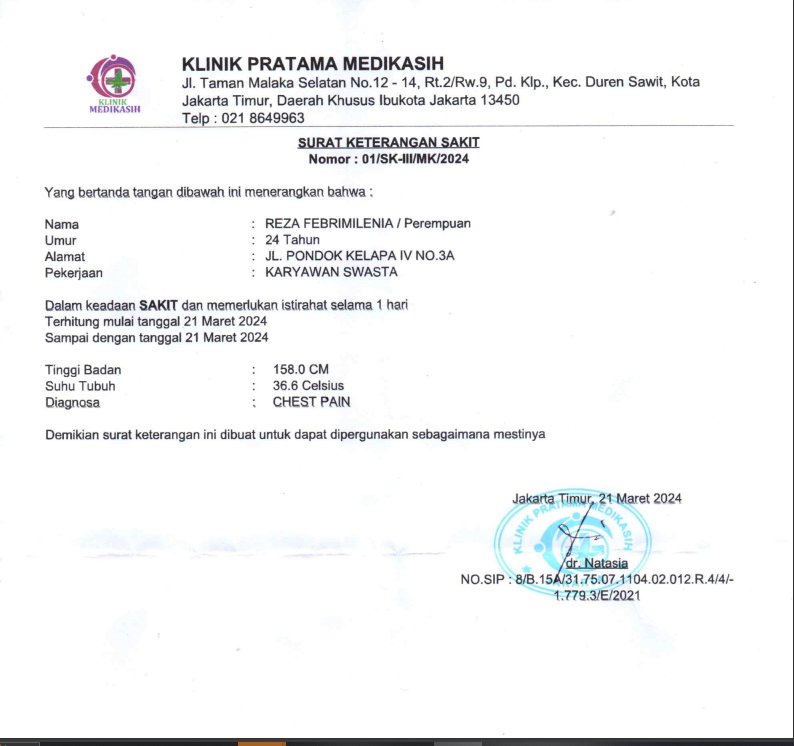 KLINIK PRATAMA MEDIKASIH
Jl. Taman Malaka Selatan No.12 - 14, Rt.2/Rw.9, Pd. Klp., Kec. Duren Sawit, Kota
Jakarta Timur, Daerah Khusus Ibukota Jakarta 13450
Telp : 021 8649963
KLINIK
MEDIKASIH
SURAT KETERANGAN SAKIT
Nomor : 01/SK-III/MK/2024
Yang bertanda tangan dibawah ini menerangkan bahwa :
Nama : REZA FEBRIMILENIA / Perempuan
Umur : 24 Tahun
Alamat : JL. PONDOK KELAPA IV NO.3A
Pekerjaan : KARYAWAN SWASTA
Dalam keadaan SAKIT dan memerlukan istirahat selama 1 hari
Terhitung mulai tanggal 21 Maret 2024
Sampai dengan tanggal 21 Maret 2024
Tinggi Badan : 158.0 CM
Suhu Tubuh : 36.6 Celsius
Diagnosa : CHEST PAIN
Demikian surat keterangan ini dibuat untuk dapat dipergunakan sebagaimana mestinya
Jakarta Timur, 21 Maret 2024
KLINIK PRATAMA MEDIKASIH
dr. Natasia
NO.SIP : 8/B.15A/31.75.07.1104.02.012.R.4/4/-
1.779.3/E/2021